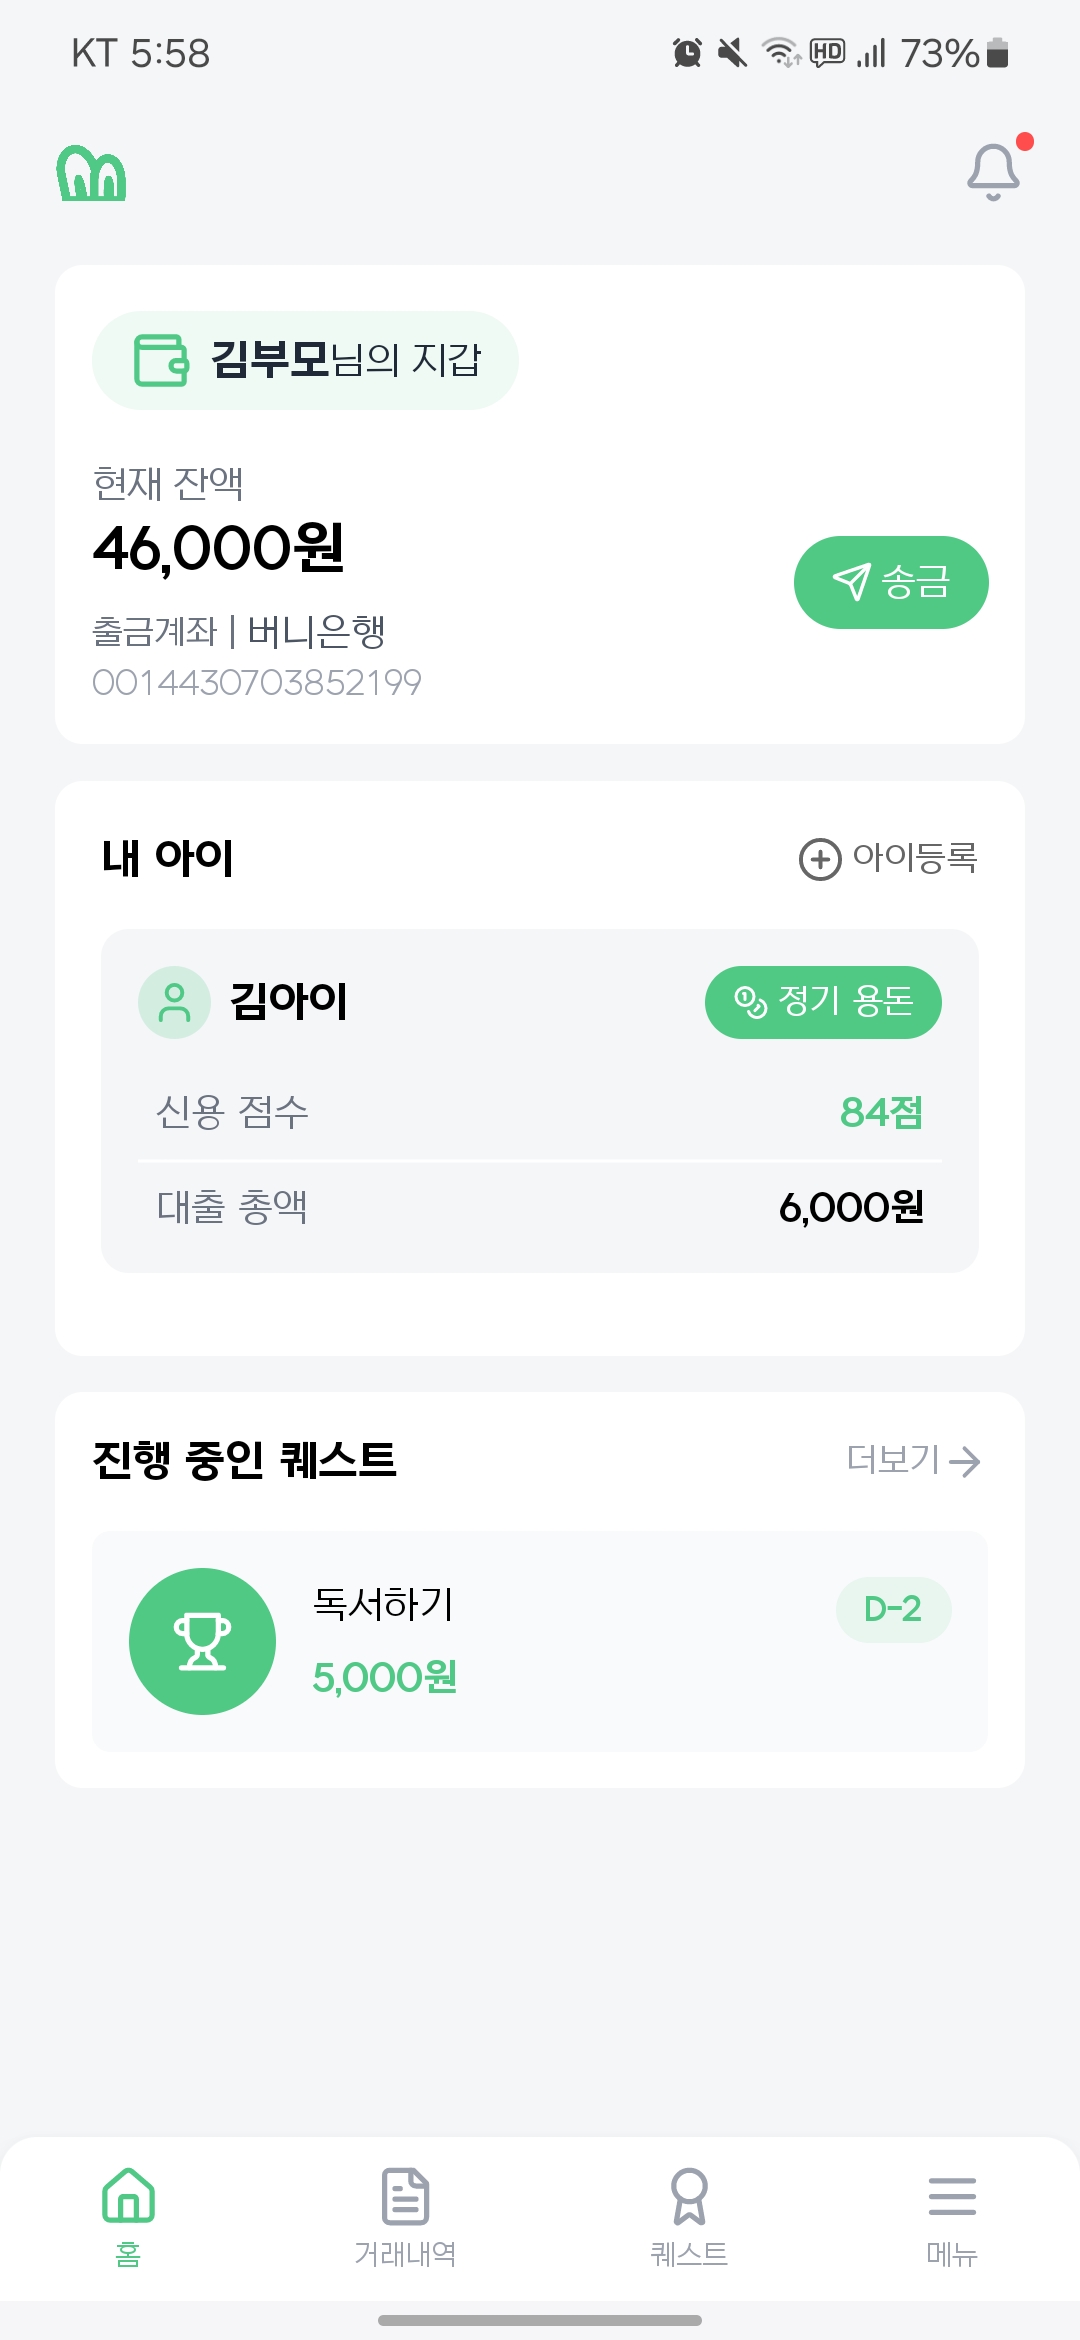 KT 5:58
HD 73%
김부모님의 지갑
현재 잔액
46,000원
송금
출금계좌 | 버니은행
0014430703852199
내 아이
아이등록
김아이
정기 용돈
신용 점수
84점
대출 총액
6,000원
진행 중인 퀘스트
더보기
독서하기
D-2
5,000원
홈
거래내역
퀘스트
메뉴